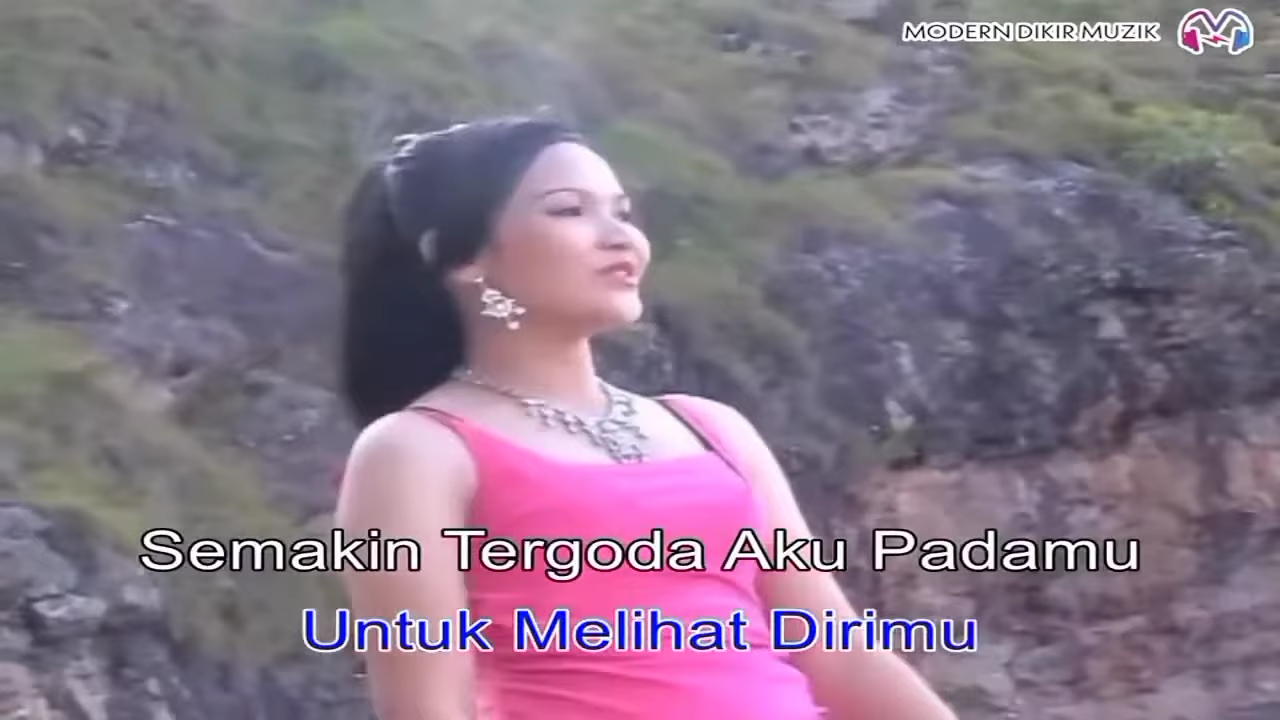 MODERN DIKIR MUZIK
Semakin Tergoda Aku Padamu
Untuk Melihat Dirimu